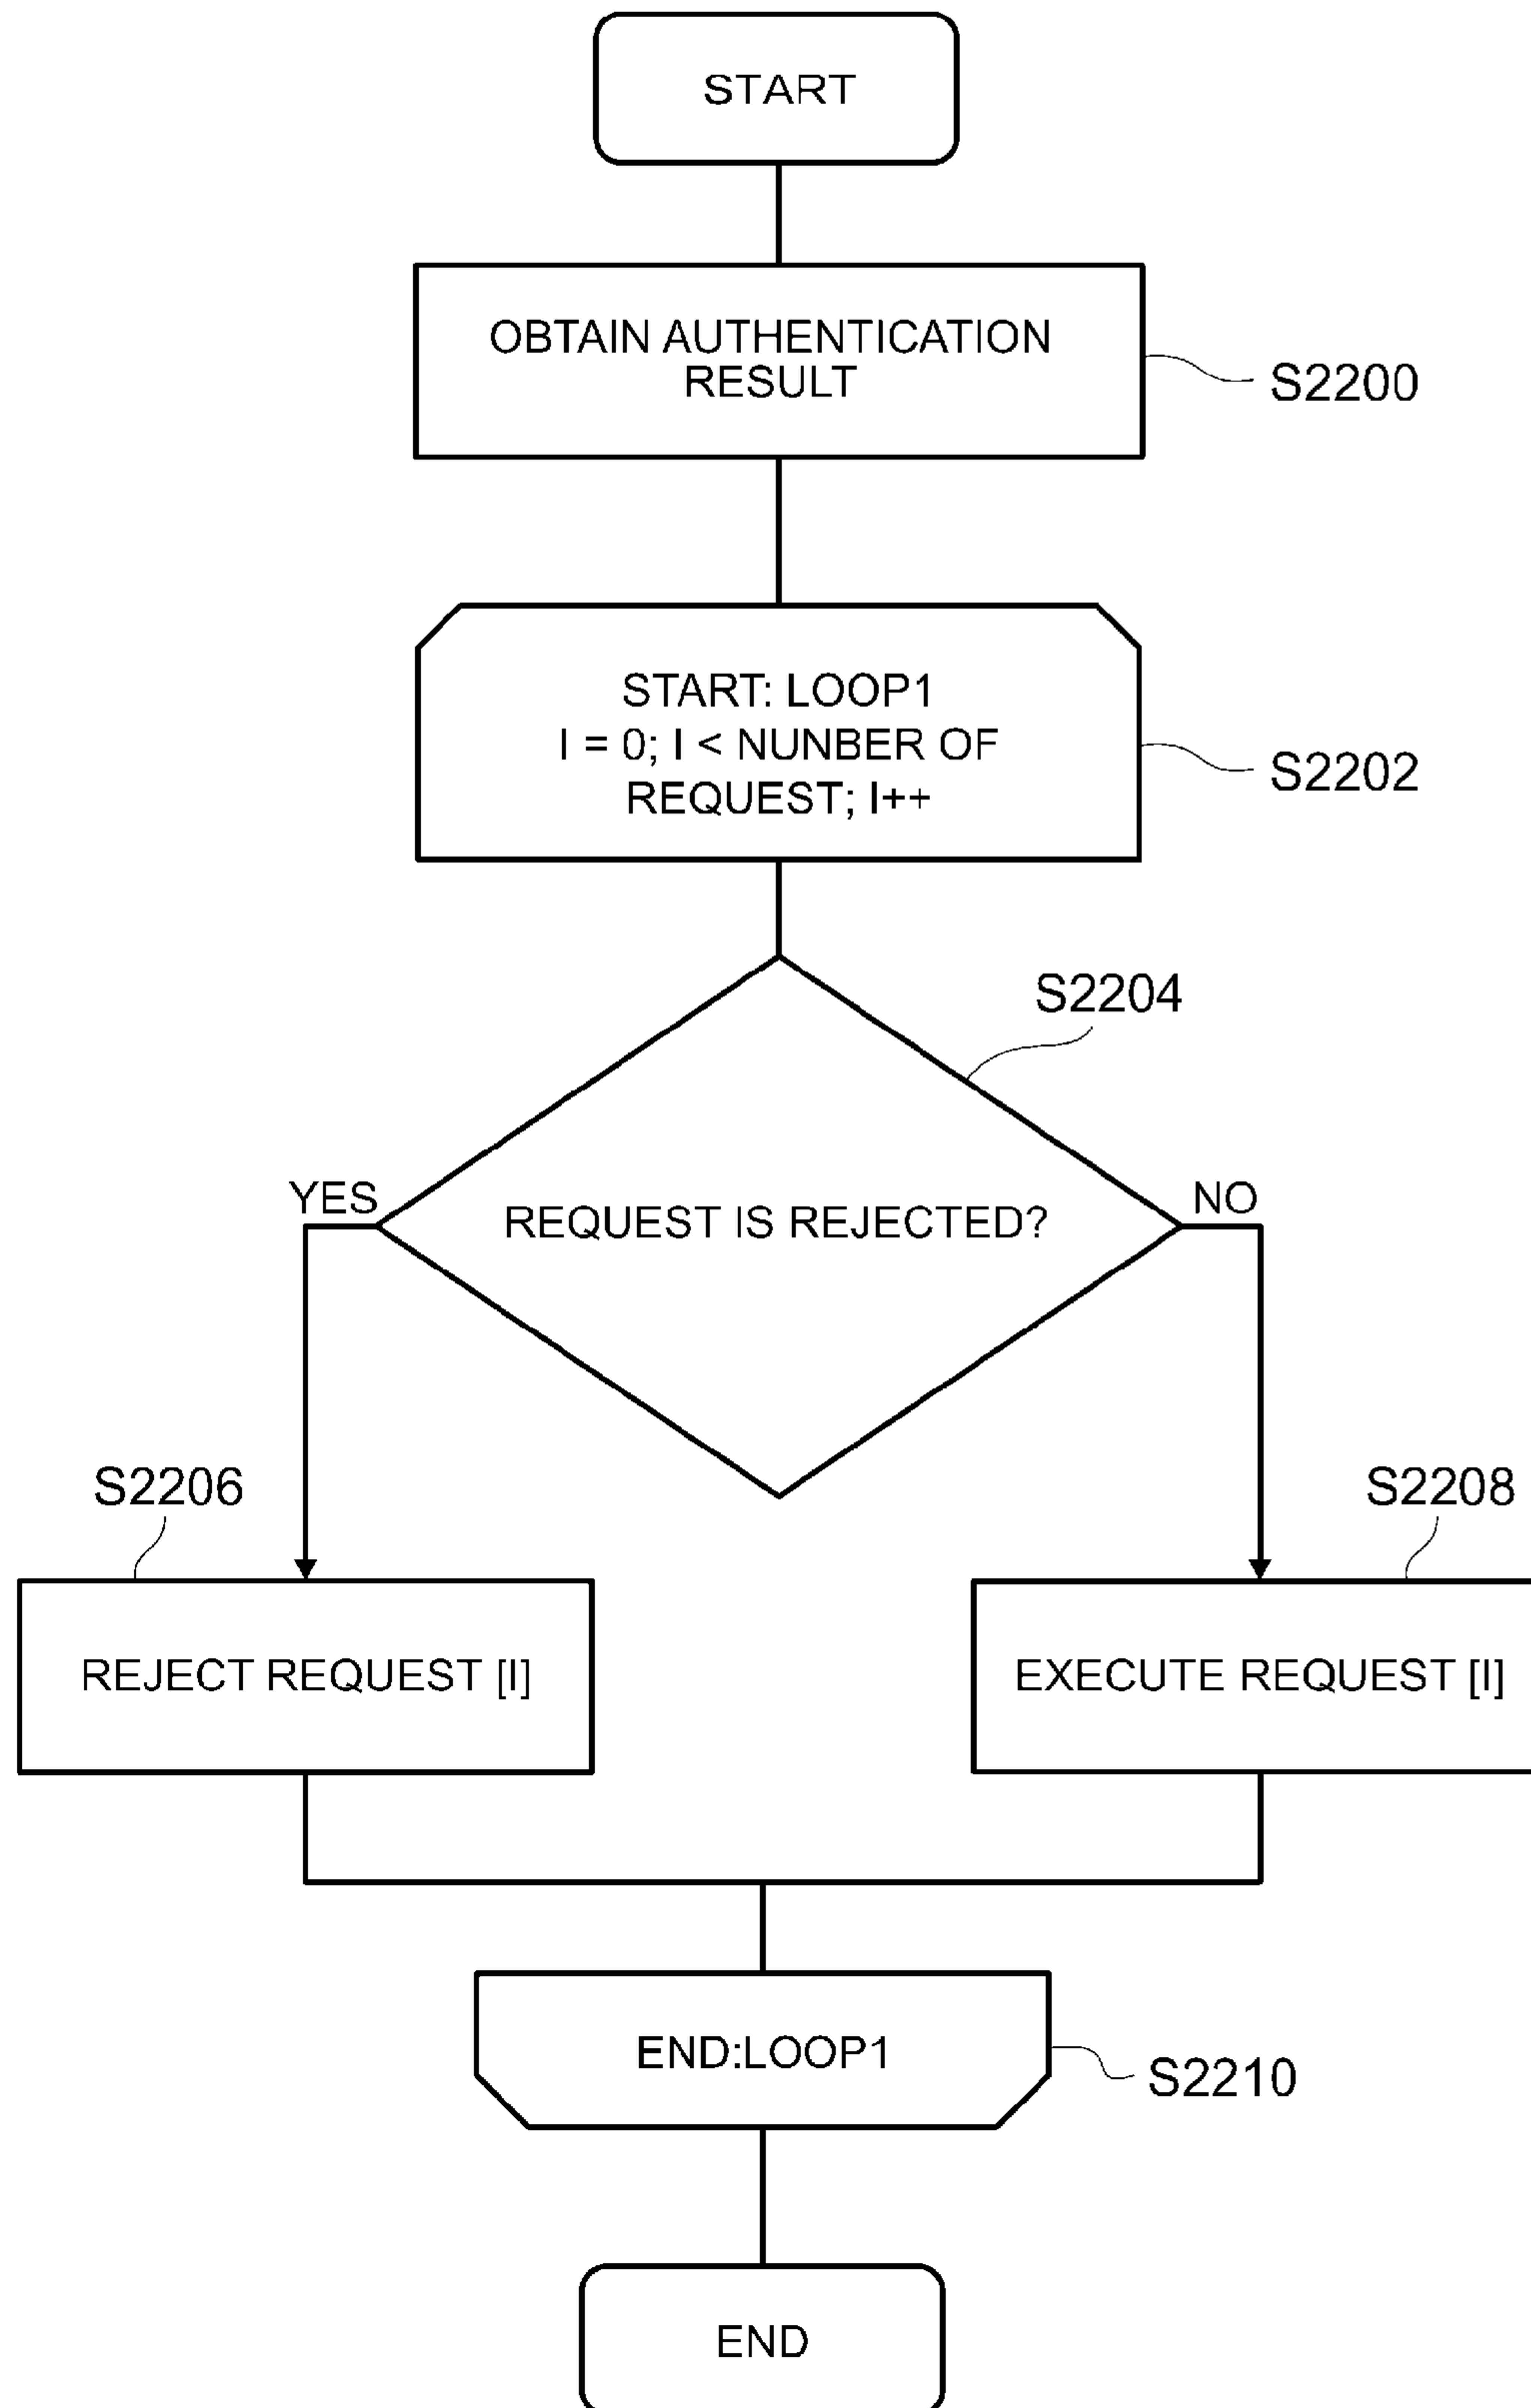 START
OBTAIN AUTHENTICATION
RESULT
S2200
START: LOOP1
I = 0; I < NUNBER OF
REQUEST; I++
S2202
S2204
YES
REQUEST IS REJECTED?
NO
S2206
S2208
REJECT REQUEST [I]
EXECUTE REQUEST [I]
END:LOOP1
S2210
END